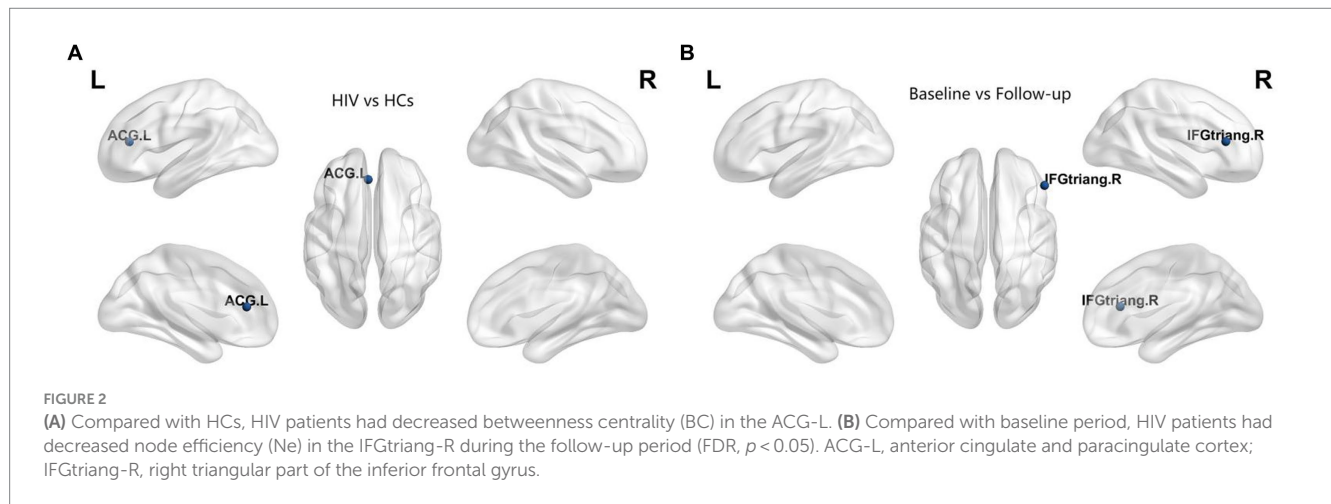 A
L
HIV vs HCs
R
ACG.L
ACG.L
ACG.L
B
L
Baseline vs Follow-up
R
IFGtriang.R
IFGtriang.R
IFGtriang.R
FIGURE 2
(A) Compared with HCs, HIV patients had decreased betweenness centrality (BC) in the ACG-L. (B) Compared with baseline period, HIV patients had
decreased node efficiency (Ne) in the IFGtriang-R during the follow-up period (FDR, p < 0.05). ACG-L, anterior cingulate and paracingulate cortex;
IFGtriang-R, right triangular part of the inferior frontal gyrus.